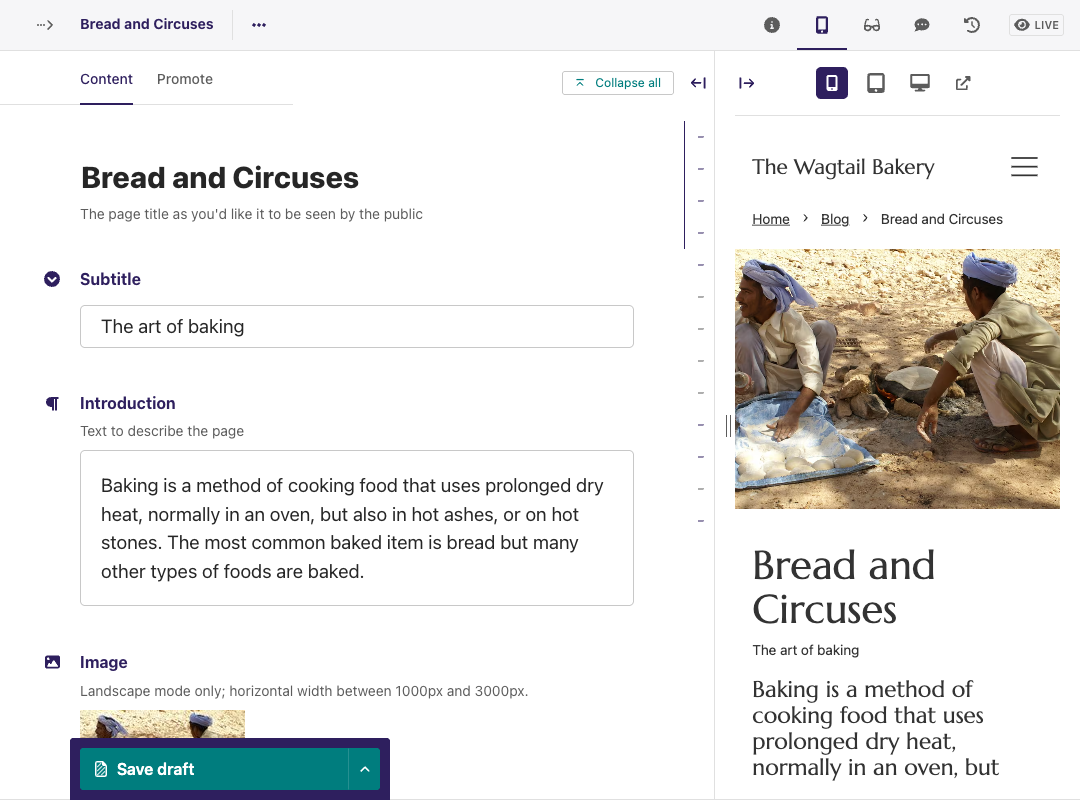 Bread and Circuses
LIVE
Content
Promote
Collapse all
Bread and Circuses
The page title as you'd like it to be seen by the public
Subtitle
The art of baking
Introduction
Text to describe the page
Baking is a method of cooking food that uses prolonged dry
heat, normally in an oven, but also in hot ashes, or on hot
stones. The most common baked item is bread but many
other types of foods are baked.
Image
Landscape mode only; horizontal width between 1000px and 3000px.
Save draft
The Wagtail Bakery
Home > Blog > Bread and Circuses
Bread and
Circuses
The art of baking
Baking is a method of
cooking food that uses
prolonged dry heat,
normally in an oven, but